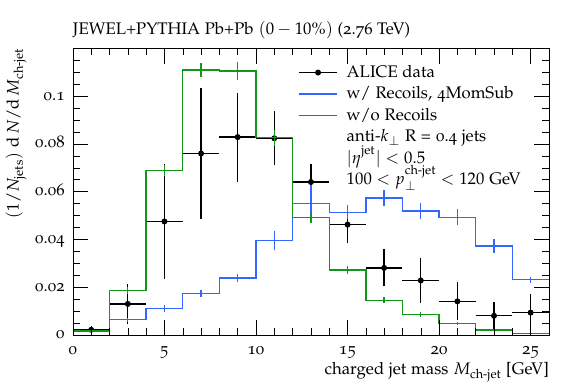 JEWEL+PYTHIA Pb+Pb (0 − 10%) (2.76 TeV)
(1/N_jets) d N/d M_ch-jet
ALICE data
w/ Recoils, 4MomSub
w/o Recoils
anti-k⊥ R = 0.4 jets
|η^jet| < 0.5
100 < p⊥^ch-jet < 120 GeV
0.1
0.08
0.06
0.04
0.02
0
0 5 10 15 20 25
charged jet mass M_ch-jet [GeV]